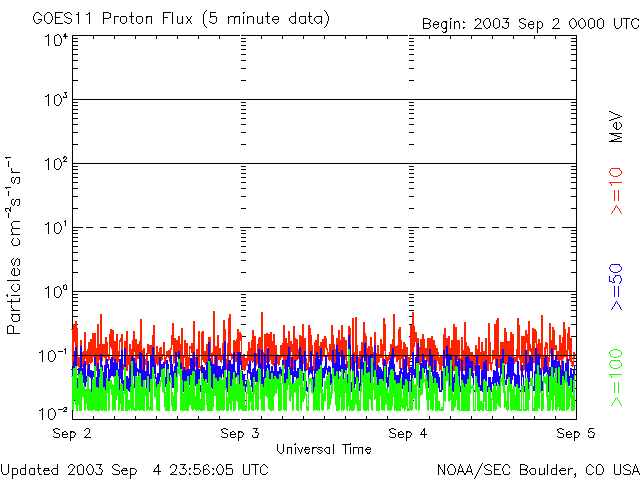 GOES11 Proton Flux (5 minute data)
Begin: 2003 Sep 2 0000 UTC
Particles cm⁻²s⁻¹sr⁻¹
10⁴
10³
10²
10¹
10⁰
10⁻¹
10⁻²
Sep 2
Sep 3
Sep 4
Sep 5
Universal Time
MeV
>=10
>=50
>=100
Updated 2003 Sep 4 23:56:05 UTC
NOAA/SEC Boulder, CO USA